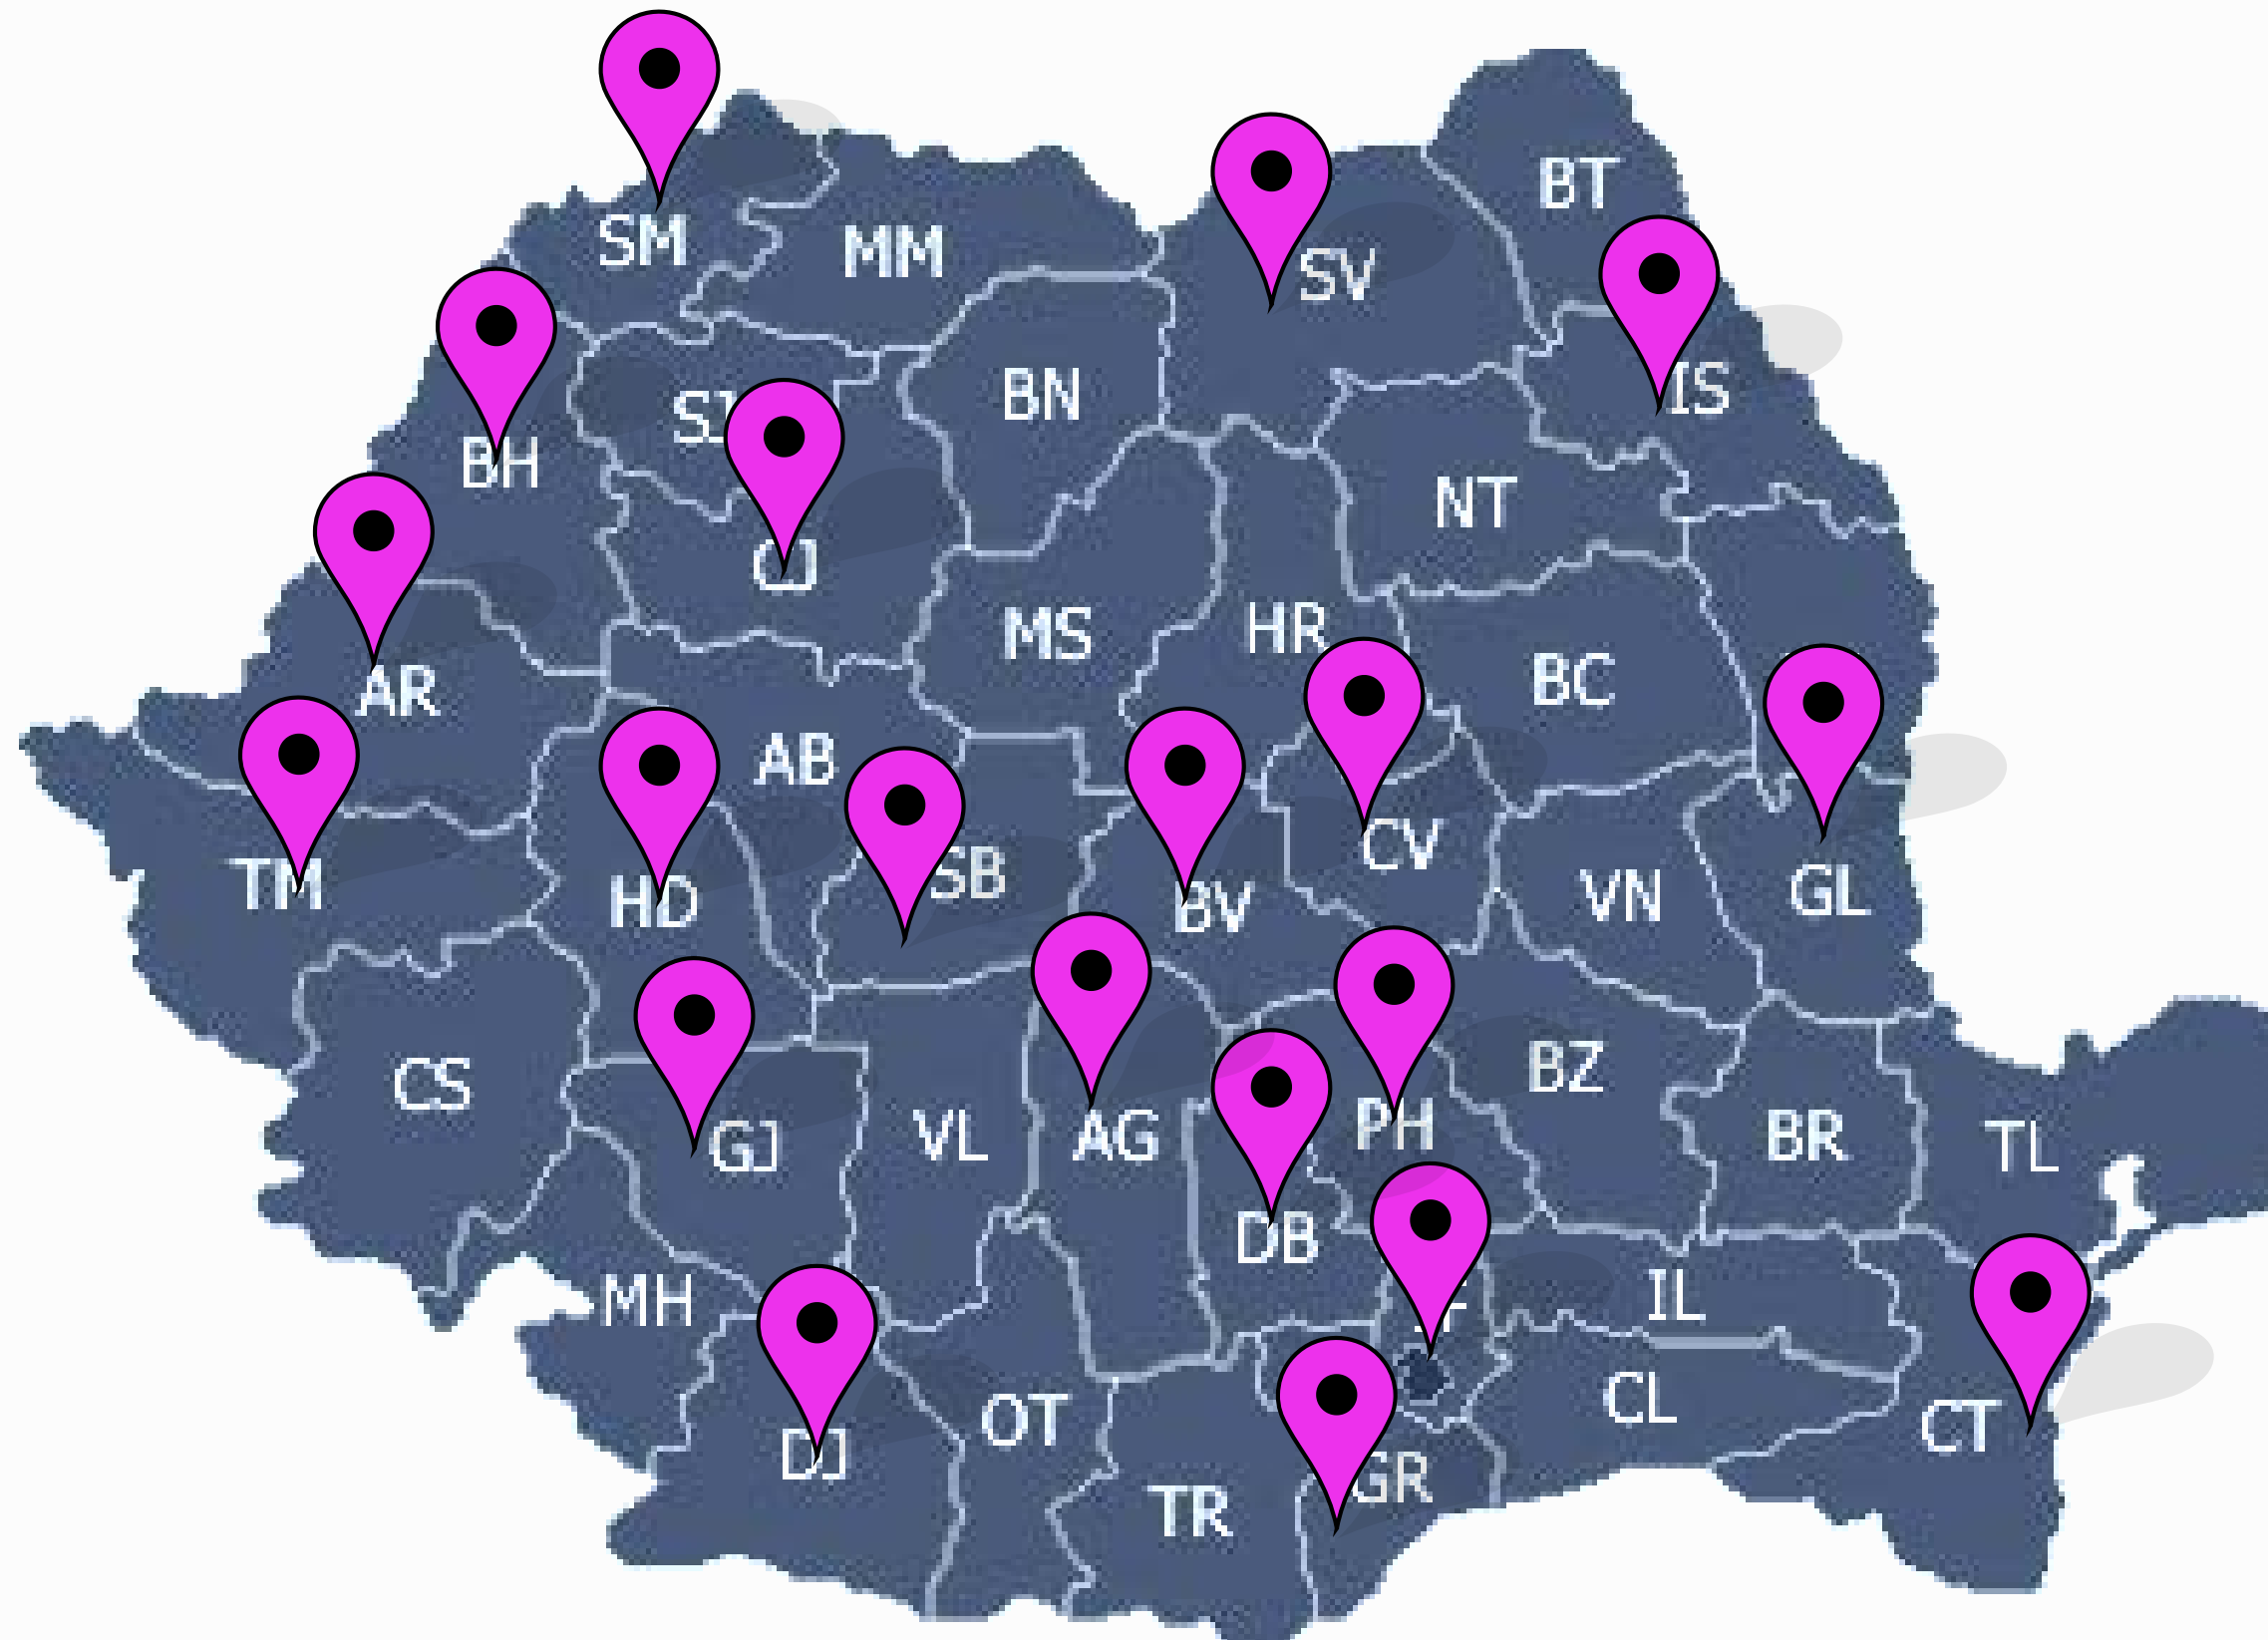 BT
SM
MM
SV
IS
BN
BH
NT
CJ
HR
MS
BC
AR
AB
CV
SB
TM
HD
BV
VN
GL
BZ
CS
PH
GJ
VL
AG
BR
TL
DB
MH
IL
CL
OT
CT
DJ
GR
TR